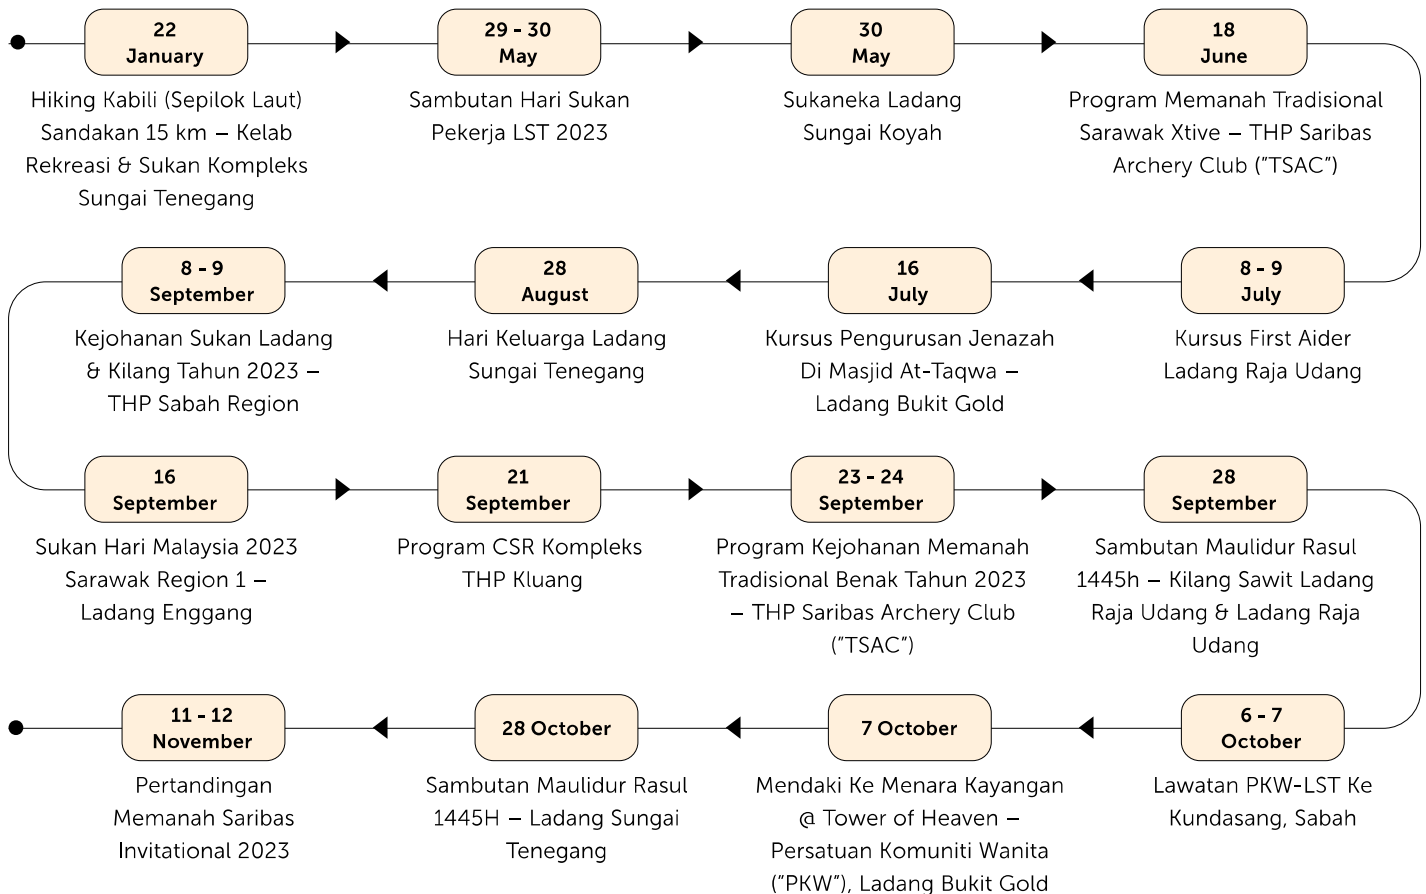 22
January
Hiking Kabili (Sepilok Laut)
Sandakan 15 km – Kelab
Rekreasi & Sukan Kompleks
Sungai Tenegang
29 - 30
May
Sambutan Hari Sukan
Pekerja LST 2023
30
May
Sukaneka Ladang
Sungai Koyah
18
June
Program Memanah Tradisional
Sarawak Xtive – THP Saribas
Archery Club ("TSAC")
8 - 9
July
Kursus First Aider
Ladang Raja Udang
16
July
Kursus Pengurusan Jenazah
Di Masjid At-Taqwa –
Ladang Bukit Gold
28
August
Hari Keluarga Ladang
Sungai Tenegang
8 - 9
September
Kejohanan Sukan Ladang
& Kilang Tahun 2023 –
THP Sabah Region
16
September
Sukan Hari Malaysia 2023
Sarawak Region 1 –
Ladang Enggang
21
September
Program CSR Kompleks
THP Kluang
23 - 24
September
Program Kejohanan Memanah
Tradisional Benak Tahun 2023
– THP Saribas Archery Club
("TSAC")
28
September
Sambutan Maulidur Rasul
1445h – Kilang Sawit Ladang
Raja Udang & Ladang Raja
Udang
6 - 7
October
Lawatan PKW-LST Ke
Kundasang, Sabah
7 October
Mendaki Ke Menara Kayangan
@ Tower of Heaven –
Persatuan Komuniti Wanita
("PKW"), Ladang Bukit Gold
28 October
Sambutan Maulidur Rasul
1445H – Ladang Sungai
Tenegang
11 - 12
November
Pertandingan
Memanah Saribas
Invitational 2023